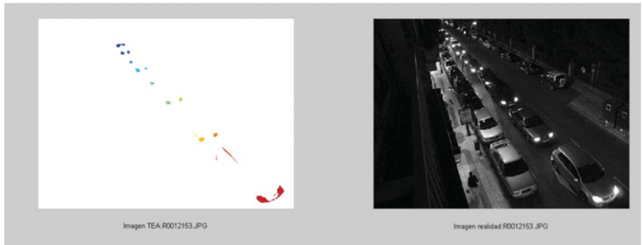 Imagen TEA:R0012153.JPG
Imagen realidad:R0012153.JPG